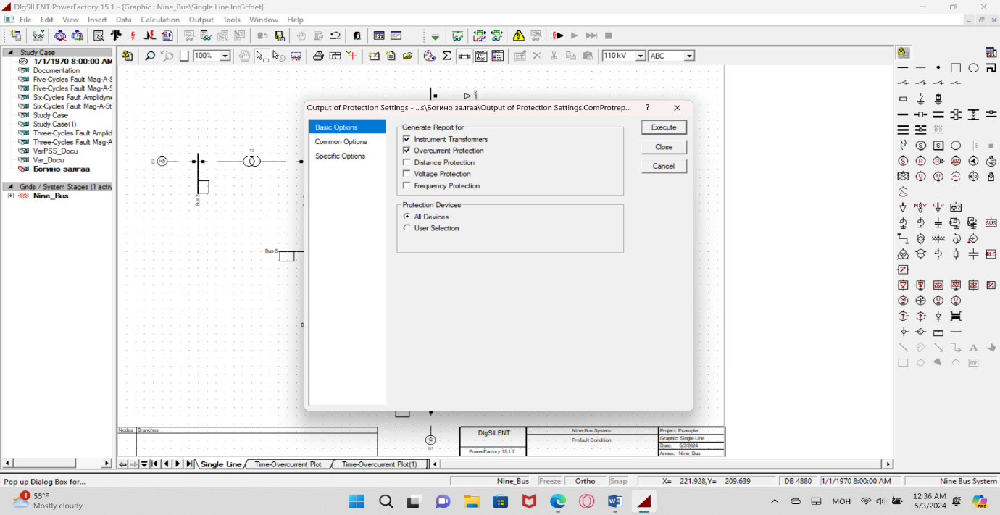 DIgSILENT PowerFactory 15.1 - [Graphic : Nine_Bus\Single Line.IntGrfnet]
File Edit View Insert Data Calculation Output Tools Window Help
100%
110 kV ABC
Study Case
1/1/1970 8:00:00 AM
Documentation
Five-Cycles Fault Mag-A-S
Five-Cycles Fault Mag-A-S
Six-Cycles Fault Amplidyne
Six-Cycles Fault Mag-A-St
Study Case
Study Case(1)
Three-Cycles Fault Amplid
Three-Cycles Fault Mag-A
VarPSS_Docu
Var_Docu
Богино залгаа
Grids / System Stages (1 activ
Nine_Bus
G2
T2
Bus 2
Bus 5
Output of Protection Settings - ...s\Богино залгаа\Output of Protection Settings.ComProtrep...
?
Basic Options
Common Options
Specific Options
Generate Report for
Instrument Transformers
Overcurrent Protection
Distance Protection
Voltage Protection
Frequency Protection
Protection Devices
All Devices
User Selection
Execute
Close
Cancel
Nodes Branches
G
G1
DIgSILENT
PowerFactory 15.1.7
Nine-Bus System
Prefault Condition
Project: Example
Graphic: Single Line
Date: 5/3/2024
Annex: Nine_Bus
Single Line Time-Overcurrent Plot Time-Overcurrent Plot(1)
Pop up Dialog Box for...
Nine_Bus Freeze Ortho Snap X= 221.928,Y= 209.639 DB 4880 1/1/1970 8:00:00 AM Nine Bus System
1
55°F
Mostly cloudy
МОН
12:36 AM
5/3/2024
PRE